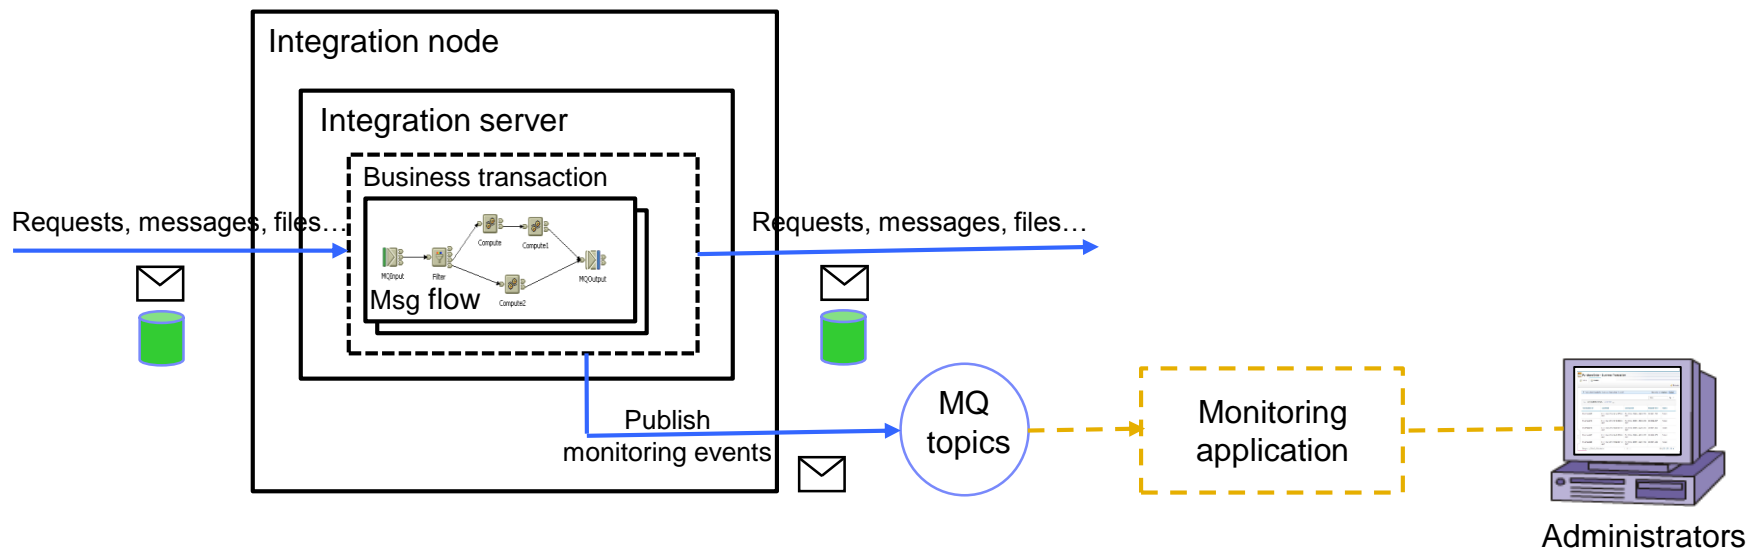 Integration node
Integration server
Business transaction
Requests, messages, files…
Requests, messages, files…
Compute
Compute1
MQInput
Filter
MQOutput
Compute2
Msg flow
Publish
monitoring events
MQ
topics
Monitoring
application
Administrators